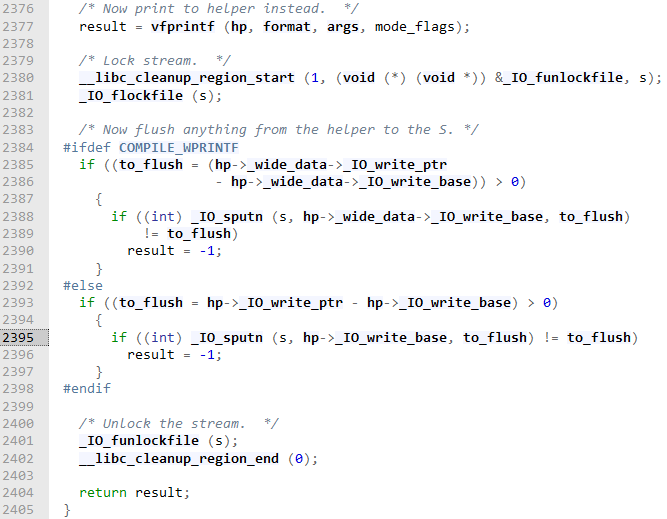 2376 /* Now print to helper instead. */
2377 result = vfprintf (hp, format, args, mode_flags);
2378
2379 /* Lock stream. */
2380 __libc_cleanup_region_start (1, (void (*) (void *)) &_IO_funlockfile, s);
2381 _IO_flockfile (s);
2382
2383 /* Now flush anything from the helper to the S. */
2384 #ifdef COMPILE_WPRINTF
2385 if ((to_flush = (hp->_wide_data->_IO_write_ptr
2386 - hp->_wide_data->_IO_write_base)) > 0)
2387 {
2388 if ((int) _IO_sputn (s, hp->_wide_data->_IO_write_base, to_flush)
2389 != to_flush)
2390 result = -1;
2391 }
2392 #else
2393 if ((to_flush = hp->_IO_write_ptr - hp->_IO_write_base) > 0)
2394 {
2395 if ((int) _IO_sputn (s, hp->_IO_write_base, to_flush) != to_flush)
2396 result = -1;
2397 }
2398 #endif
2399
2400 /* Unlock the stream. */
2401 _IO_funlockfile (s);
2402 __libc_cleanup_region_end (0);
2403
2404 return result;
2405 }